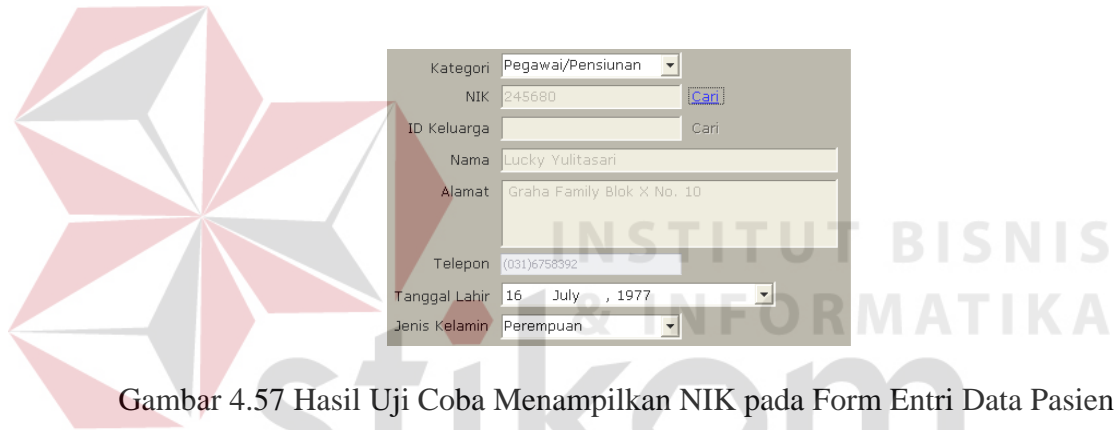 Kategori Pegawai/Pensiunan
NIK 245680 Cari
ID Keluarga Cari
Nama Lucky Yulitasari
Alamat Graha Family Blok X No. 10
INSTITUT BISNIS
Telepon (031)6758392
Tanggal Lahir 16 July , 1977
& INFORMATIKA
Jenis Kelamin Perempuan
stikom
Gambar 4.57 Hasil Uji Coba Menampilkan NIK pada Form Entri Data Pasien